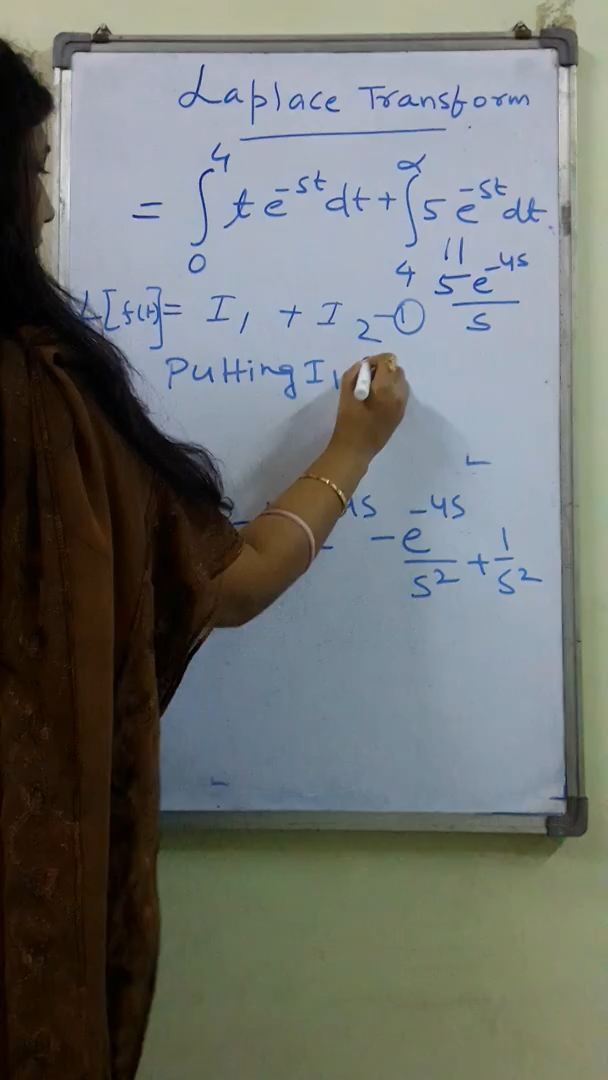 Laplace Transform
= ∫₀⁴ t e^{-st} dt + ∫₄^∝ 5 e^{-st} dt.
L[f(t)] = I₁ + I₂ -① || 5e^{-4s}/s
Putting I₁
4s - e^{-4s}/s² + 1/s²